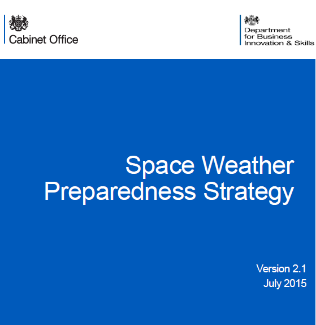 Cabinet Office
Department
for Business
Innovation & Skills
Space Weather
Preparedness Strategy
Version 2.1
July 2015